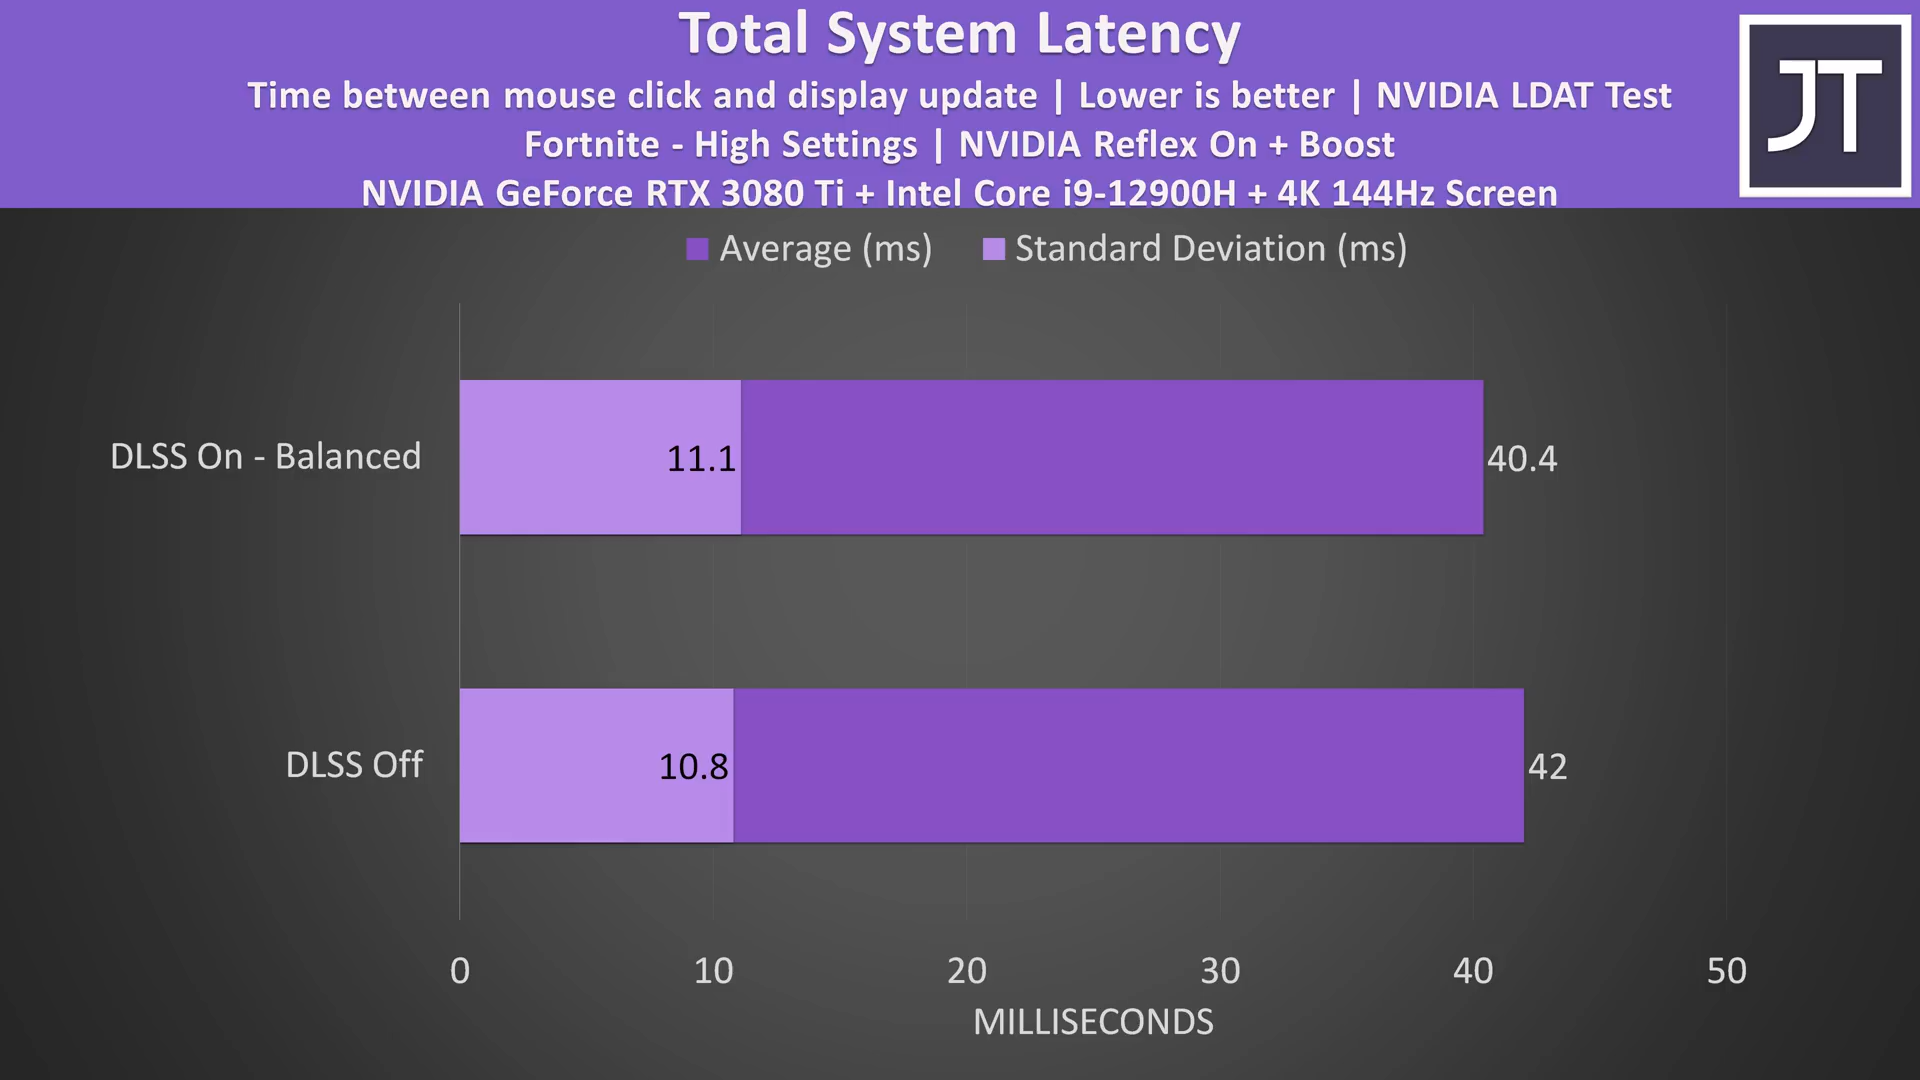 Total System Latency
Time between mouse click and display update | Lower is better | NVIDIA LDAT Test
Fortnite - High Settings | NVIDIA Reflex On + Boost
NVIDIA GeForce RTX 3080 Ti + Intel Core i9-12900H + 4K 144Hz Screen
JT
Average (ms) Standard Deviation (ms)
DLSS On - Balanced 11.1 40.4
DLSS Off 10.8 42
0 10 20 30 40 50
MILLISECONDS